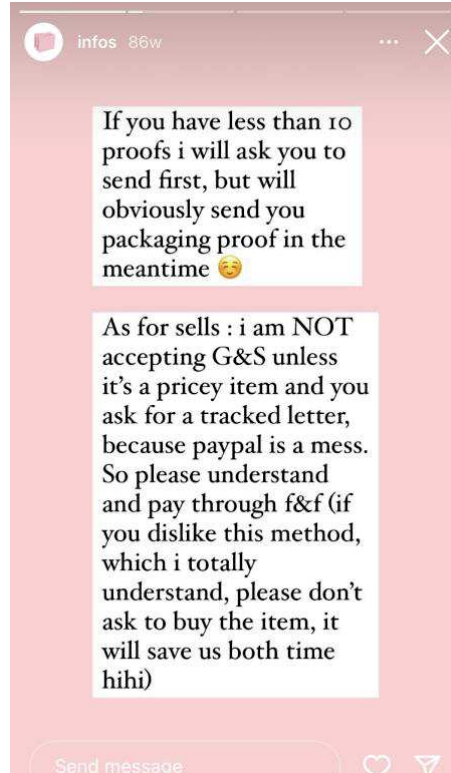 infos 86w
If you have less than 10
proofs i will ask you to
send first, but will
obviously send you
packaging proof in the
meantime ☺️
As for sells : i am NOT
accepting G&S unless
it's a pricey item and you
ask for a tracked letter,
because paypal is a mess.
So please understand
and pay through f&f (if
you dislike this method,
which i totally
understand, please don't
ask to buy the item, it
will save us both time
hihi)
Send message